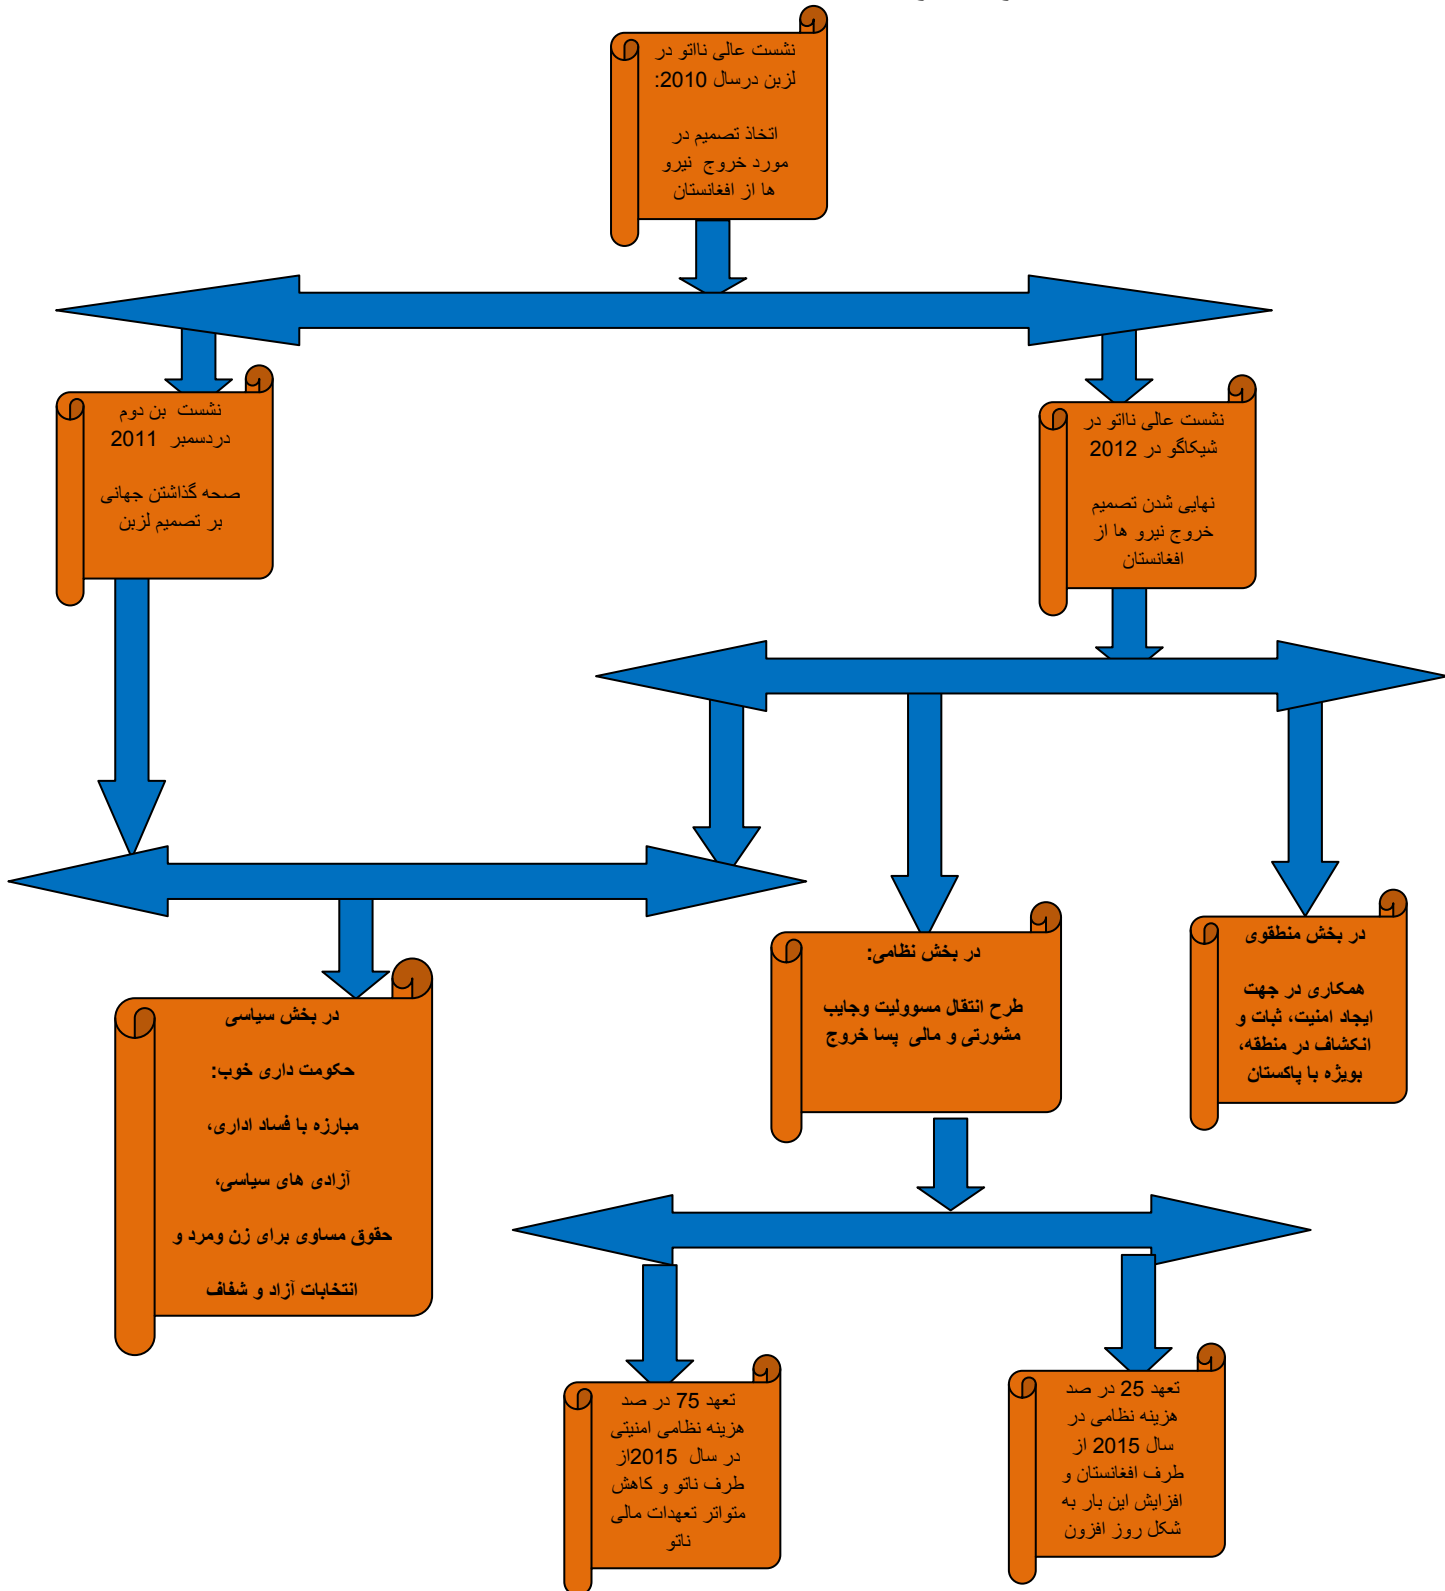 نشست عالی نااتو در
لزبن درسال 2010:
اتخاذ تصمیم در
مورد خروج نیرو
ها از افغانستان
نشست بن دوم
دردسمبر 2011
صحه گذاشتن جهانی
بر تصمیم لزبن
نشست عالی نااتو در
شیکاگو در 2012
نهایی شدن تصمیم
خروج نیرو ها از
افغانستان
در بخش منطقوی
همکاری در جهت
ایجاد امنیت، ثبات و
انکشاف در منطقه،
بویژه با پاکستان
در بخش نظامی:
طرح انتقال مسوولیت وجایب
مشورتی و مالی پسا خروج
در بخش سیاسی
حکومت داری خوب:
مبارزه با فساد اداری،
آزادی های سیاسی،
حقوق مساوی برای زن ومرد و
انتخابات آزاد و شفاف
تعهد 25 در صد
هزینه نظامی در
سال 2015 از
طرف افغانستان و
افزایش این بار به
شکل روز افزون
تعهد 75 در صد
هزینه نظامی امنیتی
در سال 2015از
طرف ناتو و کاهش
متواتر تعهدات مالی
ناتو